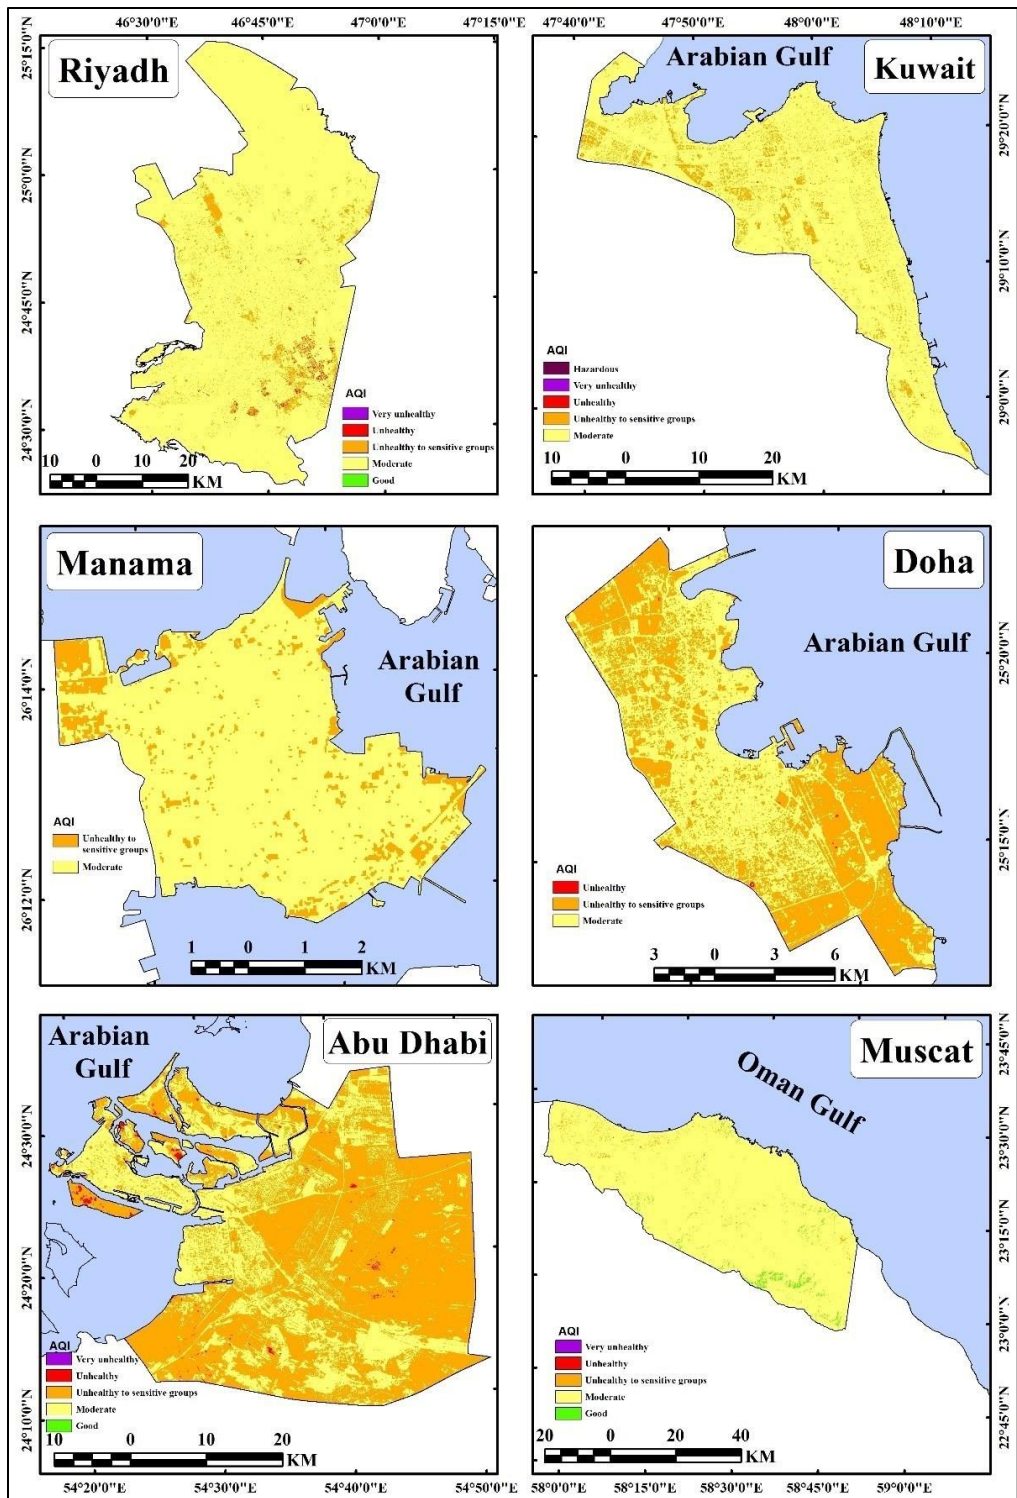 46°30'0"E 46°45'0"E 47°0'0"E 47°15'0"E
25°15'0"N
25°0'0"N
24°45'0"N
24°30'0"N
Riyadh
AQI
Very unhealthy
Unhealthy
Unhealthy to sensitive groups
Moderate
Good
10 0 10 20
KM
47°40'0"E 47°50'0"E 48°0'0"E 48°10'0"E
29°20'0"N
29°10'0"N
29°0'0"N
Arabian Gulf
Kuwait
AQI
Hazardous
Very unhealthy
Unhealthy
Unhealthy to sensitive groups
Moderate
10 0 10 20
KM
26°14'0"N
26°12'0"N
Manama
Arabian
Gulf
AQI
Unhealthy to
sensitive groups
Moderate
1 0 1 2
KM
25°20'0"N
25°15'0"N
Doha
Arabian Gulf
AQI
Unhealthy
Unhealthy to sensitive groups
Moderate
3 0 3 6
KM
24°30'0"N
24°20'0"N
24°10'0"N
Arabian
Gulf
Abu Dhabi
AQI
Very unhealthy
Unhealthy
Unhealthy to sensitive groups
Moderate
Good
10 0 10 20
KM
54°20'0"E 54°30'0"E 54°40'0"E 54°50'0"E
23°45'0"N
23°30'0"N
23°15'0"N
23°0'0"N
22°45'0"N
Muscat
Oman Gulf
AQI
Very unhealthy
Unhealthy
Unhealthy to sensitive groups
Moderate
Good
20 0 20 40
KM
58°0'0"E 58°15'0"E 58°30'0"E 58°45'0"E 59°0'0"E